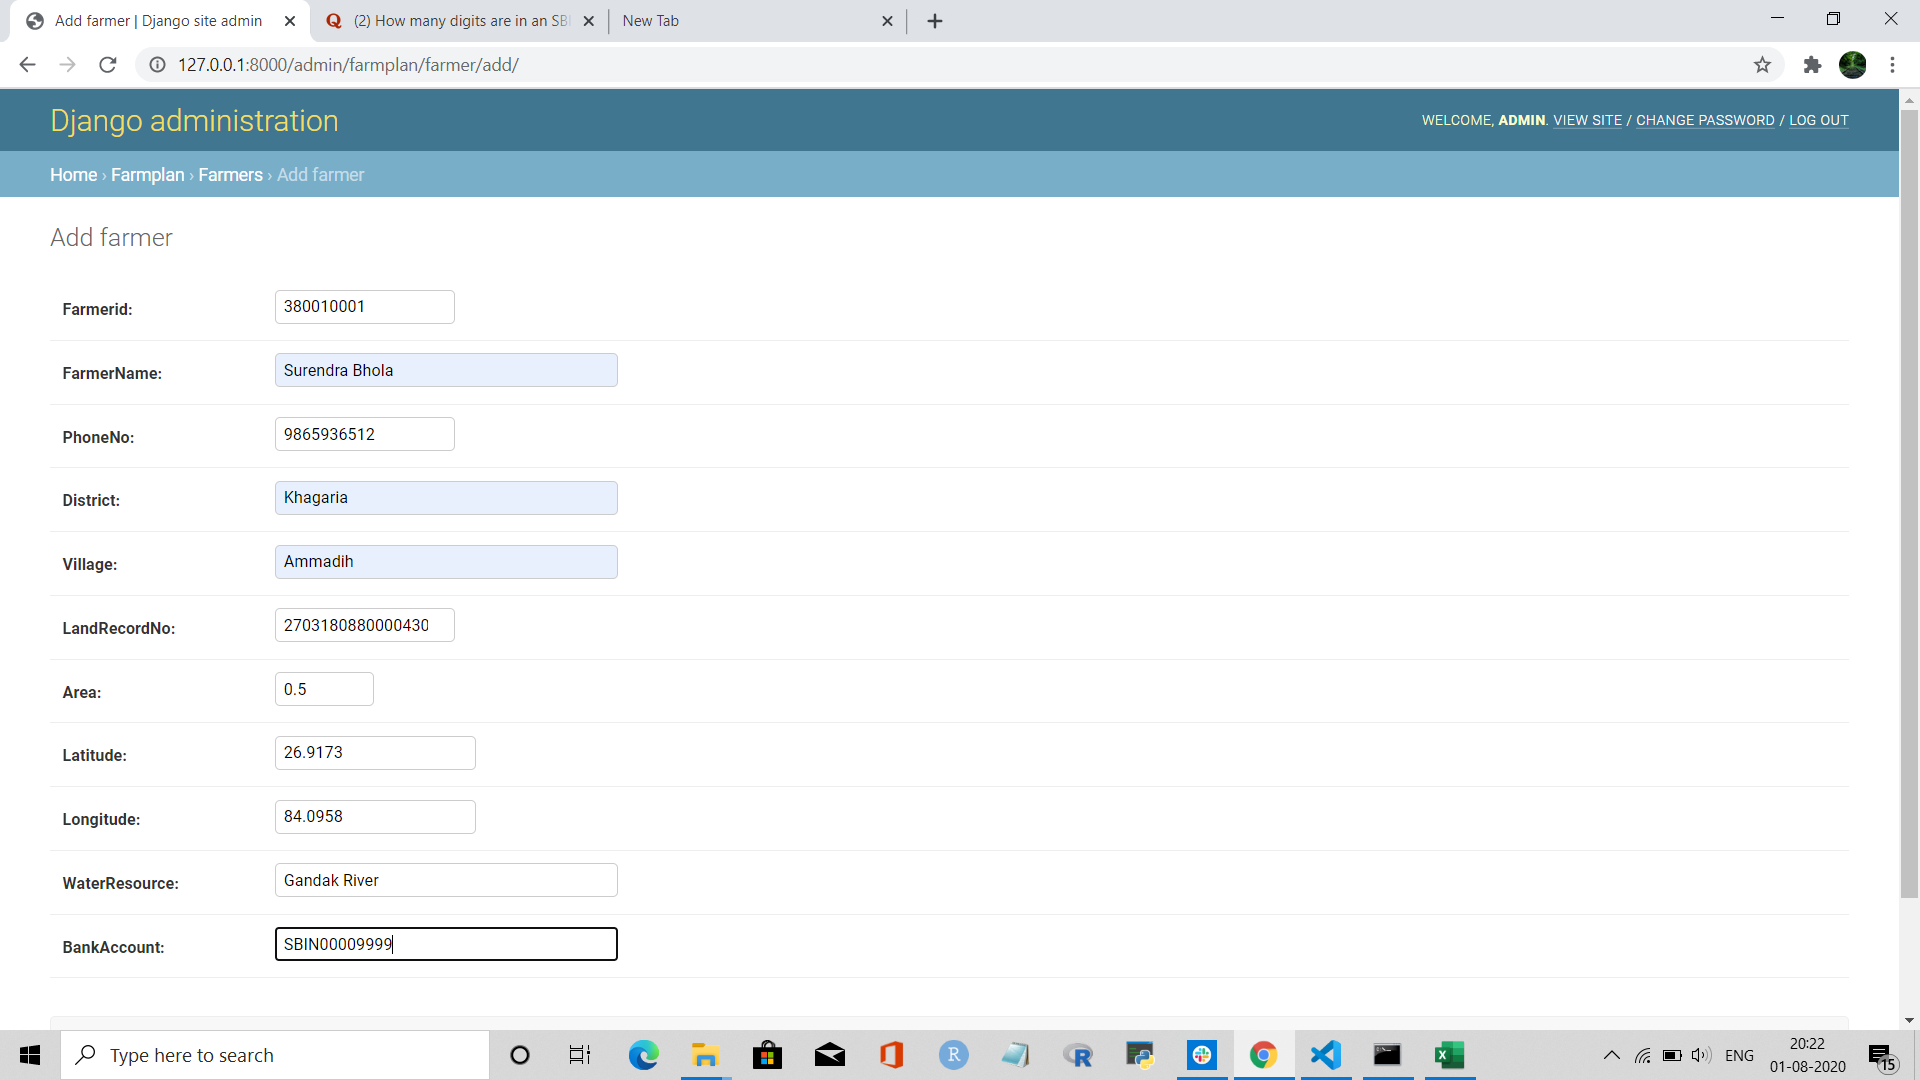 Add farmer | Django site admin
(2) How many digits are in an SBI
New Tab
127.0.0.1:8000/admin/farmplan/farmer/add/
Django administration
WELCOME, ADMIN. VIEW SITE / CHANGE PASSWORD / LOG OUT
Home › Farmplan › Farmers › Add farmer
Add farmer
Farmerid: 380010001
FarmerName: Surendra Bhola
PhoneNo: 9865936512
District: Khagaria
Village: Ammadih
LandRecordNo: 2703180880000430
Area: 0.5
Latitude: 26.9173
Longitude: 84.0958
WaterResource: Gandak River
BankAccount: SBIN00009999
Type here to search
ENG
20:22
01-08-2020
15